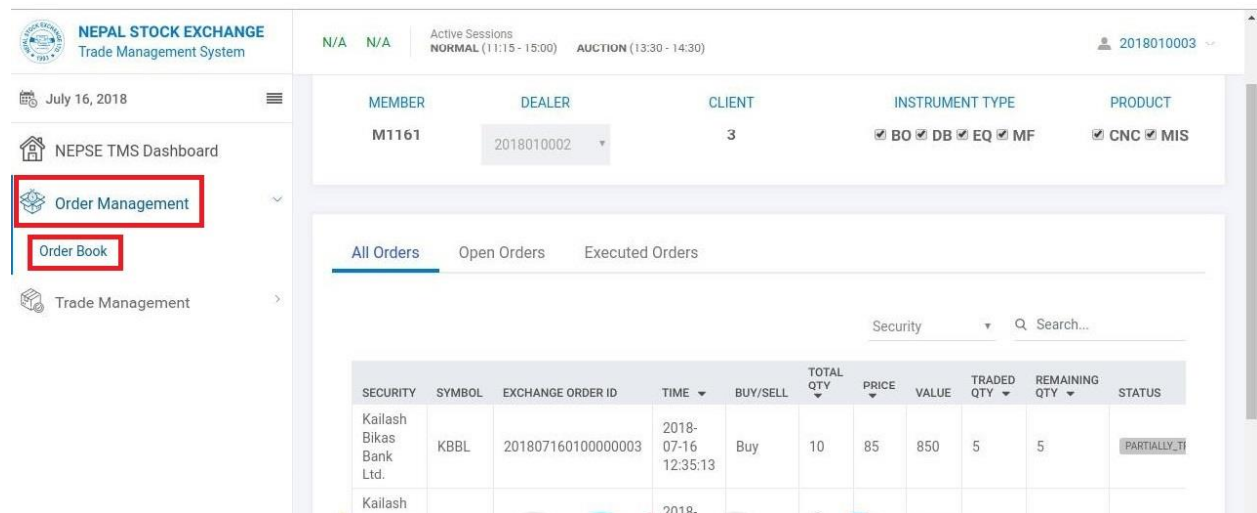 NEPAL STOCK EXCHANGE
Trade Management System
N/A N/A
Active Sessions
NORMAL (11:15 - 15:00) AUCTION (13:30 - 14:30)
2018010003
July 16, 2018
NEPSE TMS Dashboard
Order Management
Order Book
Trade Management
MEMBER DEALER CLIENT INSTRUMENT TYPE PRODUCT
M1161 2018010002 3 BO DB EQ MF CNC MIS
All Orders Open Orders Executed Orders
Security Search...
SECURITY SYMBOL EXCHANGE ORDER ID TIME BUY/SELL TOTAL QTY PRICE VALUE TRADED QTY REMAINING QTY STATUS
Kailash
Bikas
Bank
Ltd.
KBBL 201807160100000003
2018-
07-16
12:35:13
Buy 10 85 850 5 5
Kailash
2018-